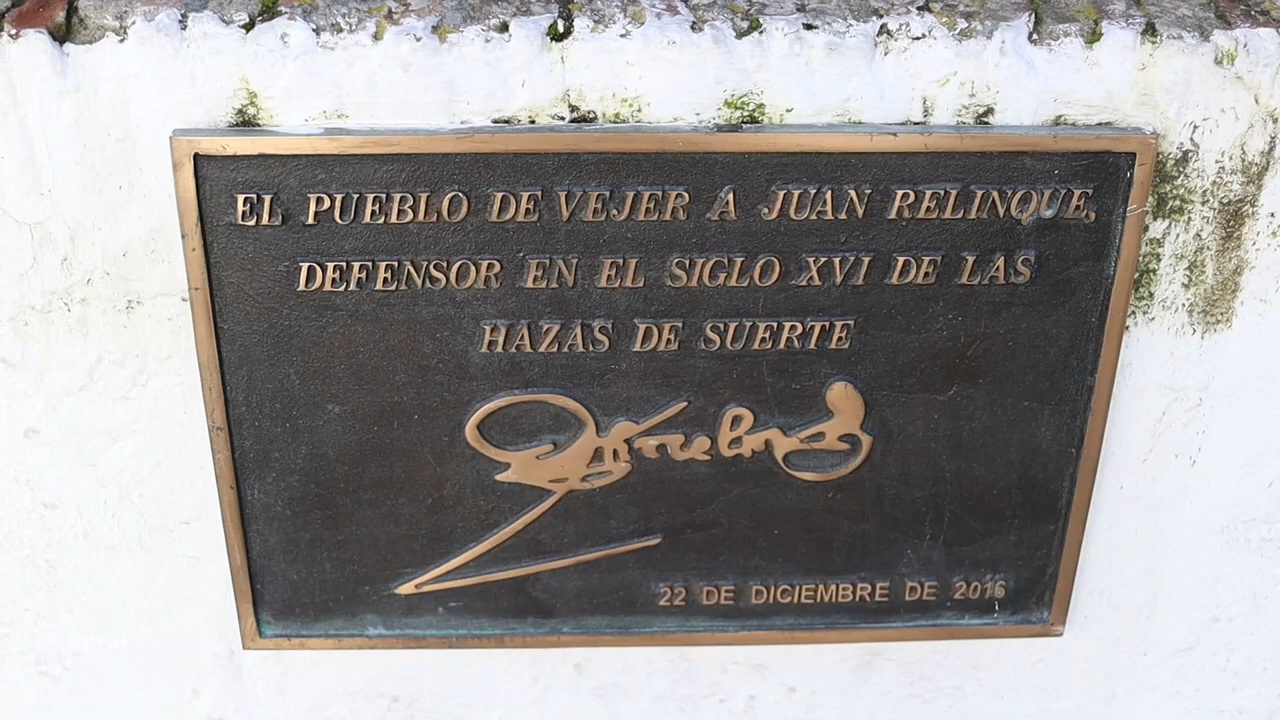 EL PUEBLO DE VEJER A JUAN RELINQUE,
DEFENSOR EN EL SIGLO XVI DE LAS
HAZAS DE SUERTE
22 DE DICIEMBRE DE 2016